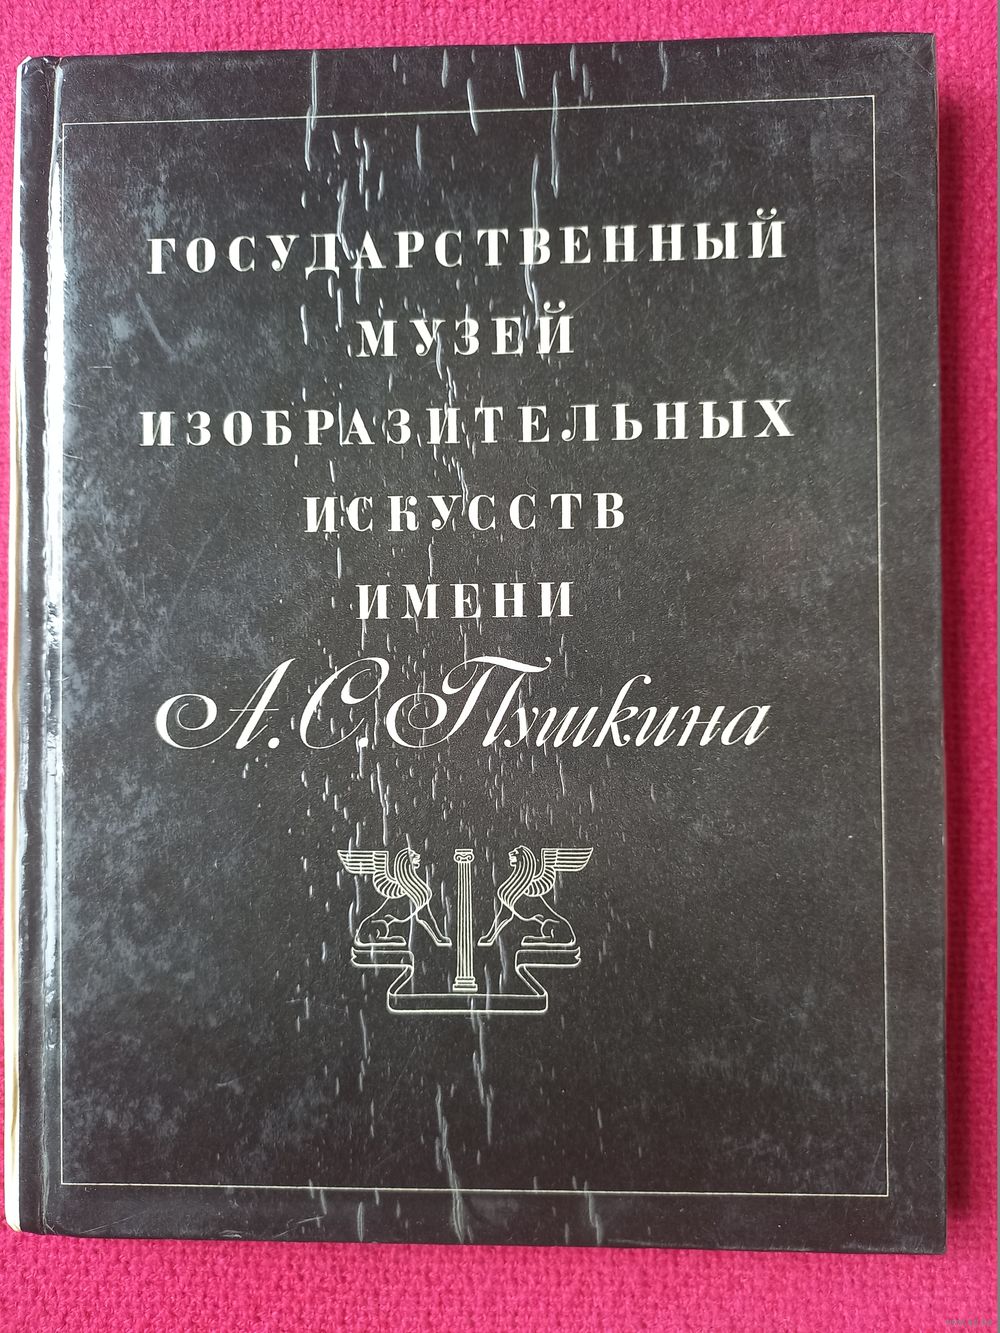 ГОСУДАРСТВЕННЫЙ
МУЗЕЙ
ИЗОБРАЗИТЕЛЬНЫХ
ИСКУССТВ
ИМЕНИ
А.С.Пушкина